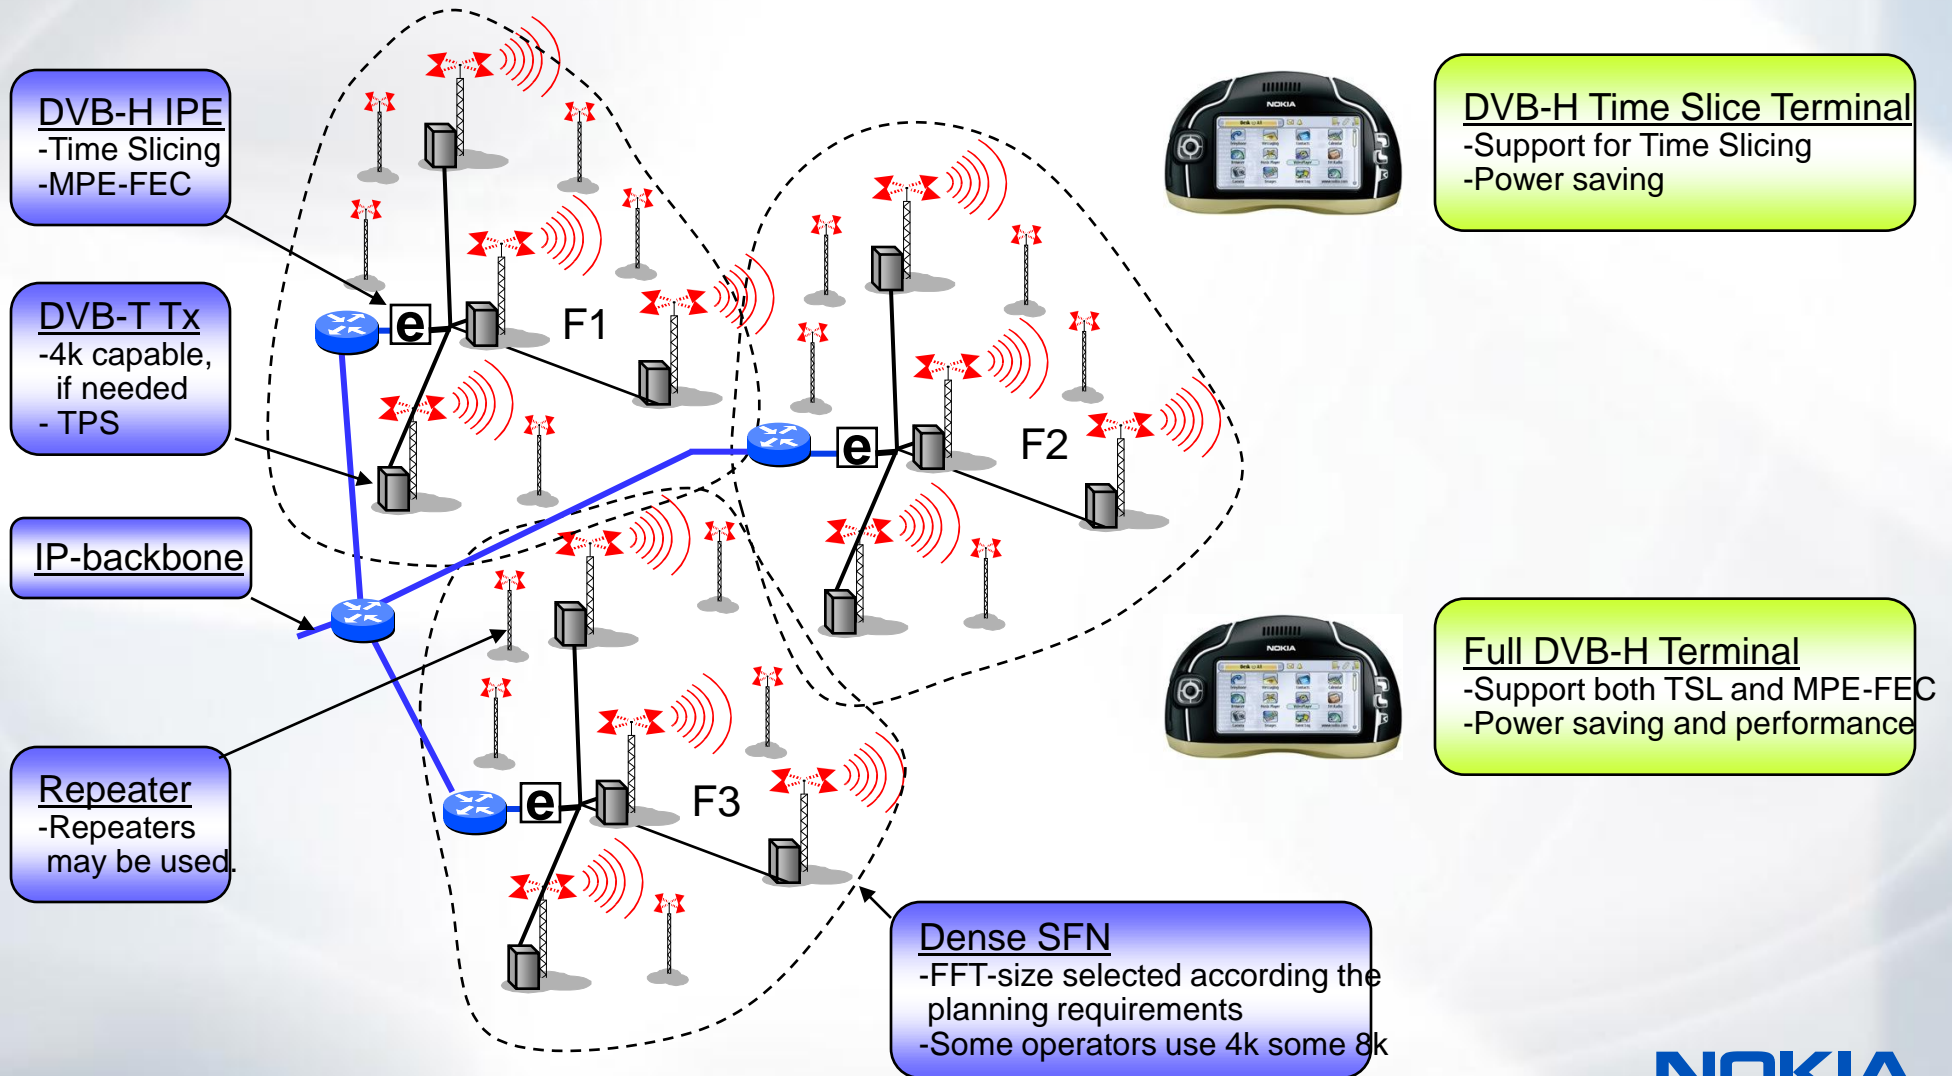 DVB-H IPE
-Time Slicing
-MPE-FEC
DVB-T Tx
-4k capable,
if needed
- TPS
IP-backbone
Repeater
-Repeaters
may be used.
e
F1
e
F2
e
F3
Dense SFN
-FFT-size selected according the
planning requirements
-Some operators use 4k some 8k
NOKIA
DVB-H Time Slice Terminal
-Support for Time Slicing
-Power saving
NOKIA
Full DVB-H Terminal
-Support both TSL and MPE-FEC
-Power saving and performance
NOKIA